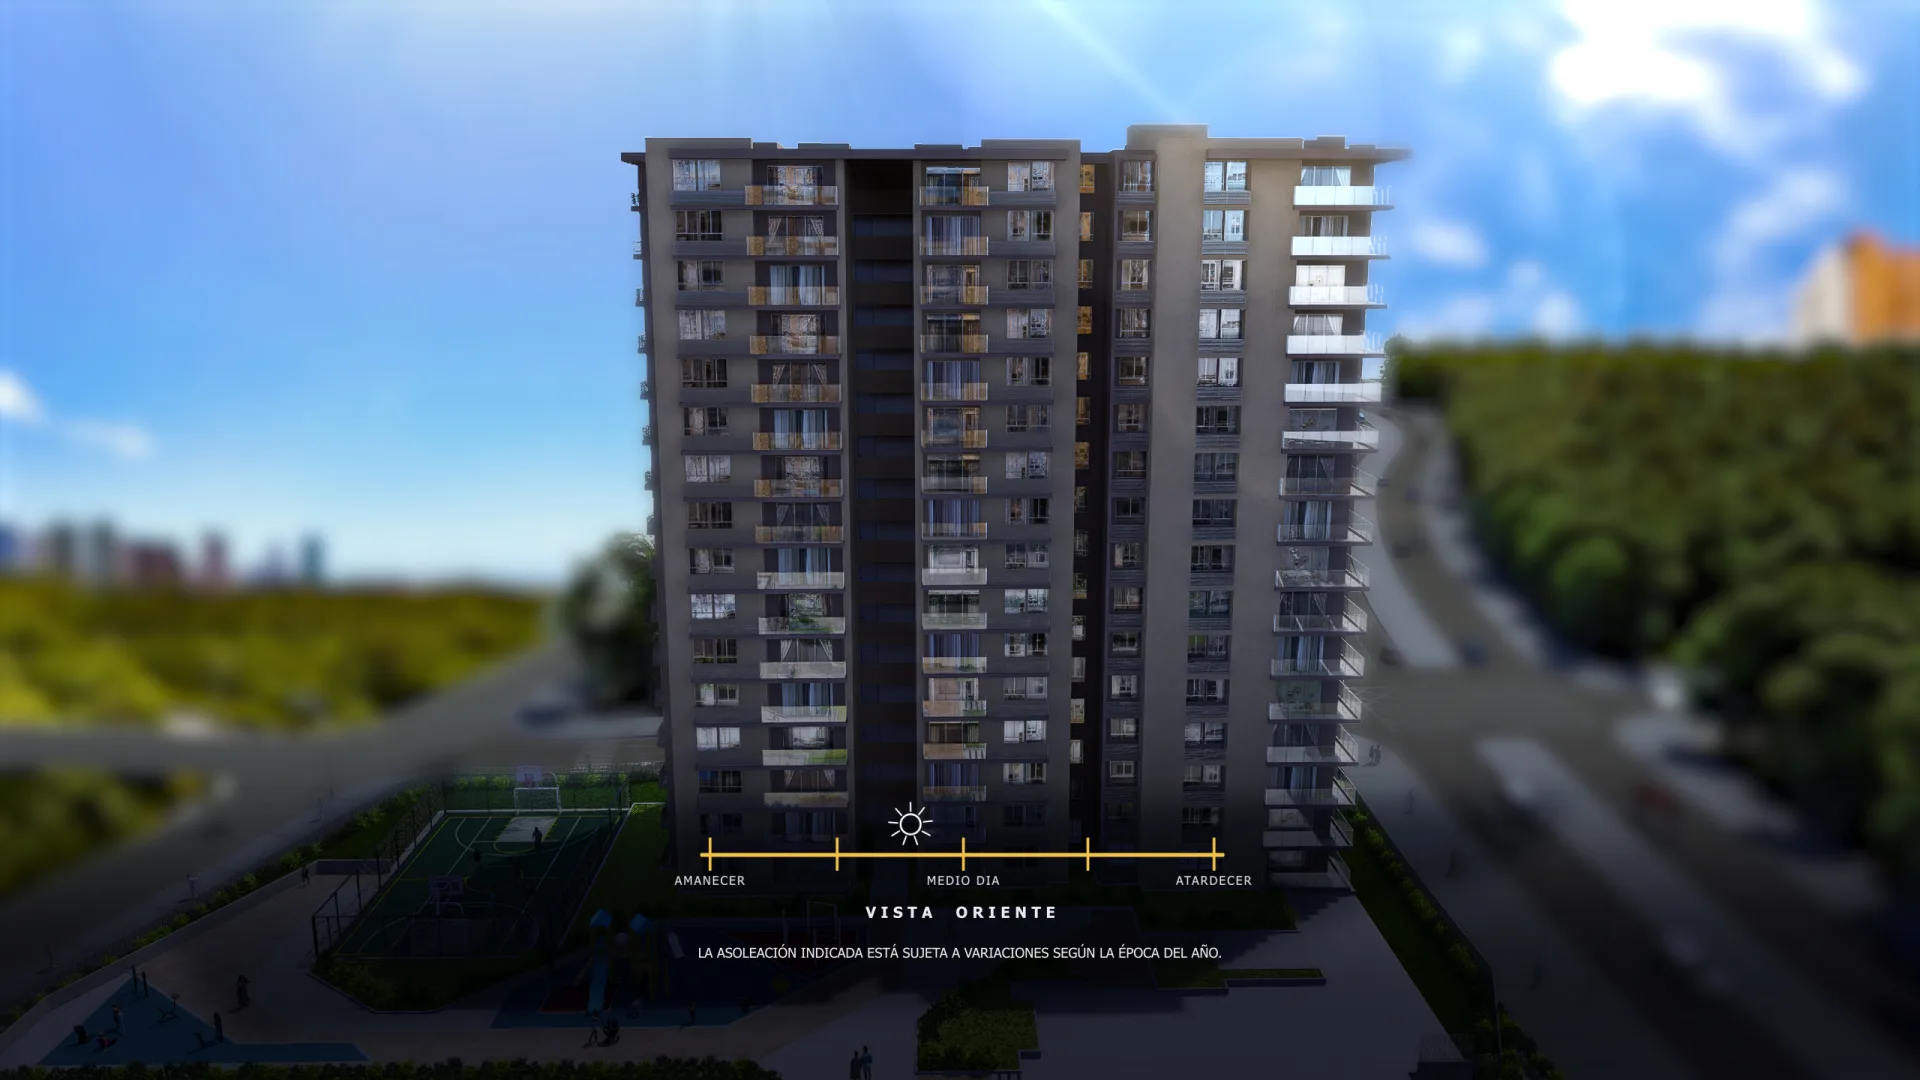 AMANECER MEDIO DIA ATARDECER
VISTA ORIENTE
LA ASOLEACIÓN INDICADA ESTÁ SUJETA A VARIACIONES SEGÚN LA ÉPOCA DEL AÑO.